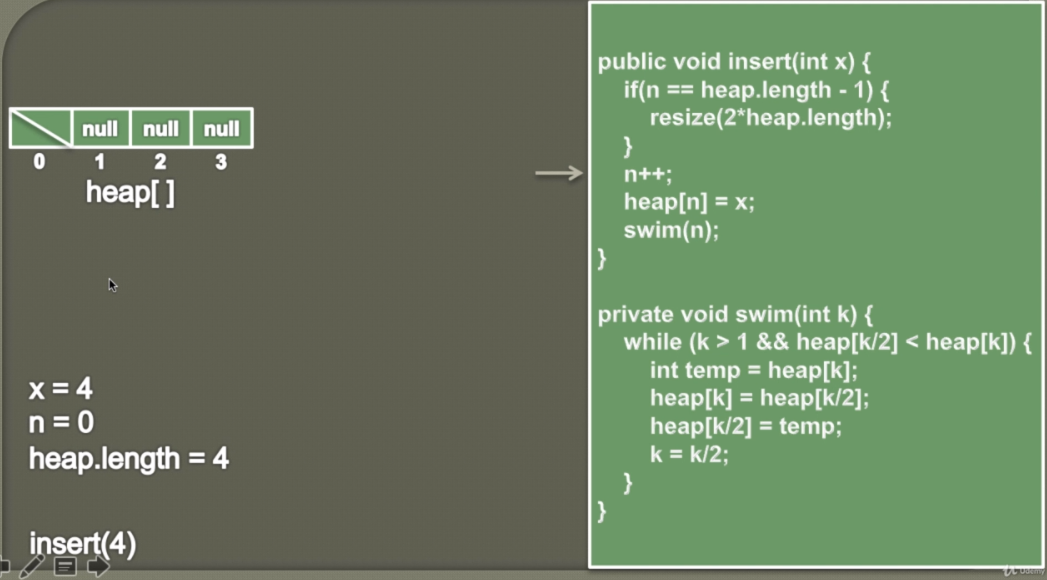 null null null
0 1 2 3
heap[ ]
x = 4
n = 0
heap.length = 4
insert(4)
public void insert(int x) {
if(n == heap.length - 1) {
resize(2*heap.length);
}
n++;
heap[n] = x;
swim(n);
}
private void swim(int k) {
while (k > 1 && heap[k/2] < heap[k]) {
int temp = heap[k];
heap[k] = heap[k/2];
heap[k/2] = temp;
k = k/2;
}
}
Udemy